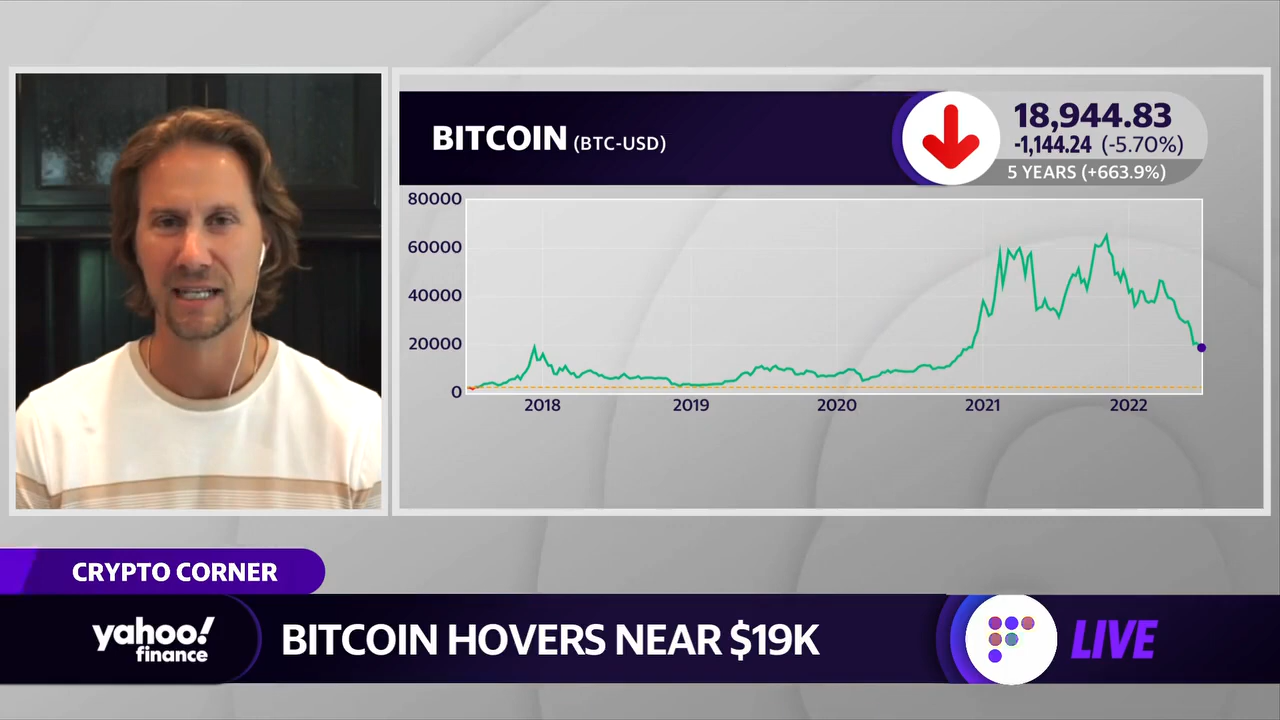 BITCOIN (BTC-USD)
18,944.83
-1,144.24 (-5.70%)
5 YEARS (+663.9%)
80000
60000
40000
20000
0
2018 2019 2020 2021 2022
CRYPTO CORNER
yahoo!
finance
BITCOIN HOVERS NEAR $19K
LIVE